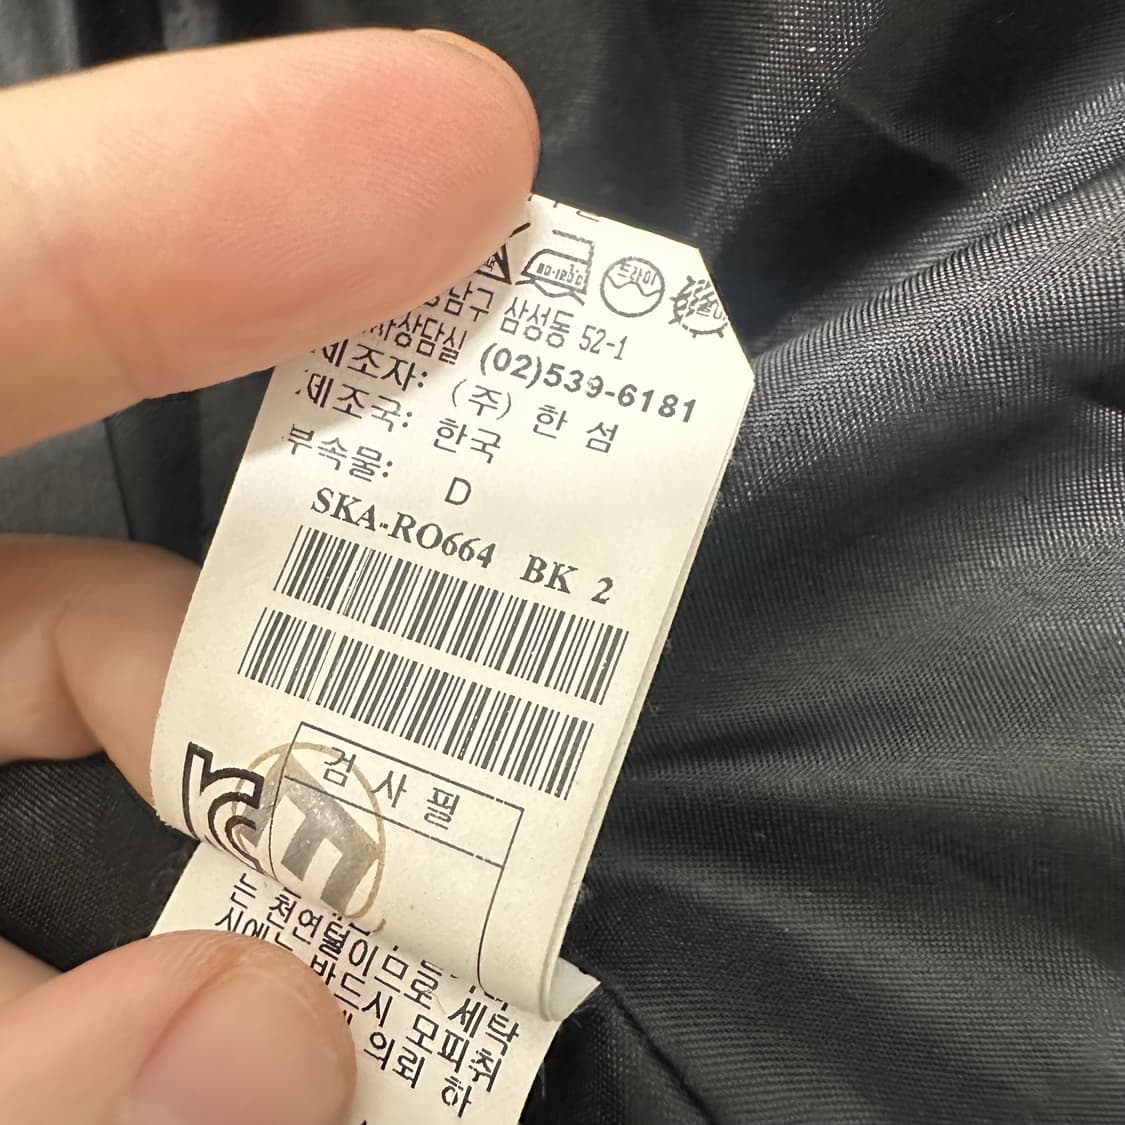 드라이
남구 삼성동 52-1
상담실 (02)539-6181
제조자: (주) 한 섬
제조국: 한국
부속물: D
SKA-RO664 BK 2
검 사 필
는 천연털이므로
시에는 반드시 세탁
모피취
의뢰 하